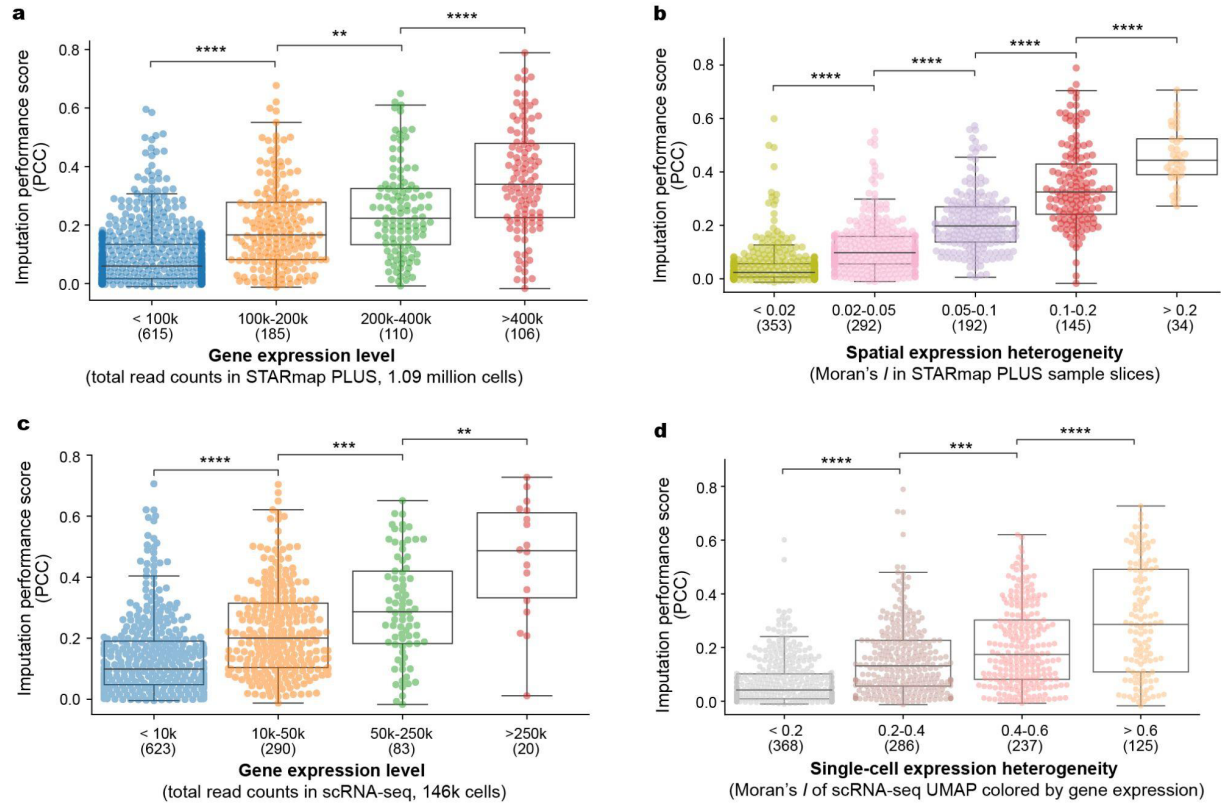 a
**** ** ****
Imputation performance score
(PCC)
0.8
0.6
0.4
0.2
0.0
< 100k 100k-200k 200k-400k >400k
(615) (185) (110) (106)
Gene expression level
(total read counts in STARmap PLUS, 1.09 million cells)
b
**** **** **** ****
Imputation performance score
(PCC)
0.8
0.6
0.4
0.2
0.0
< 0.02 0.02-0.05 0.05-0.1 0.1-0.2 > 0.2
(353) (292) (192) (145) (34)
Spatial expression heterogeneity
(Moran's I in STARmap PLUS sample slices)
c
**** *** **
Imputation performance score
(PCC)
0.8
0.6
0.4
0.2
0.0
< 10k 10k-50k 50k-250k >250k
(623) (290) (83) (20)
Gene expression level
(total read counts in scRNA-seq, 146k cells)
d
**** *** ****
Imputation performance score
(PCC)
0.8
0.6
0.4
0.2
0.0
< 0.2 0.2-0.4 0.4-0.6 > 0.6
(368) (286) (237) (125)
Single-cell expression heterogeneity
(Moran's I of scRNA-seq UMAP colored by gene expression)